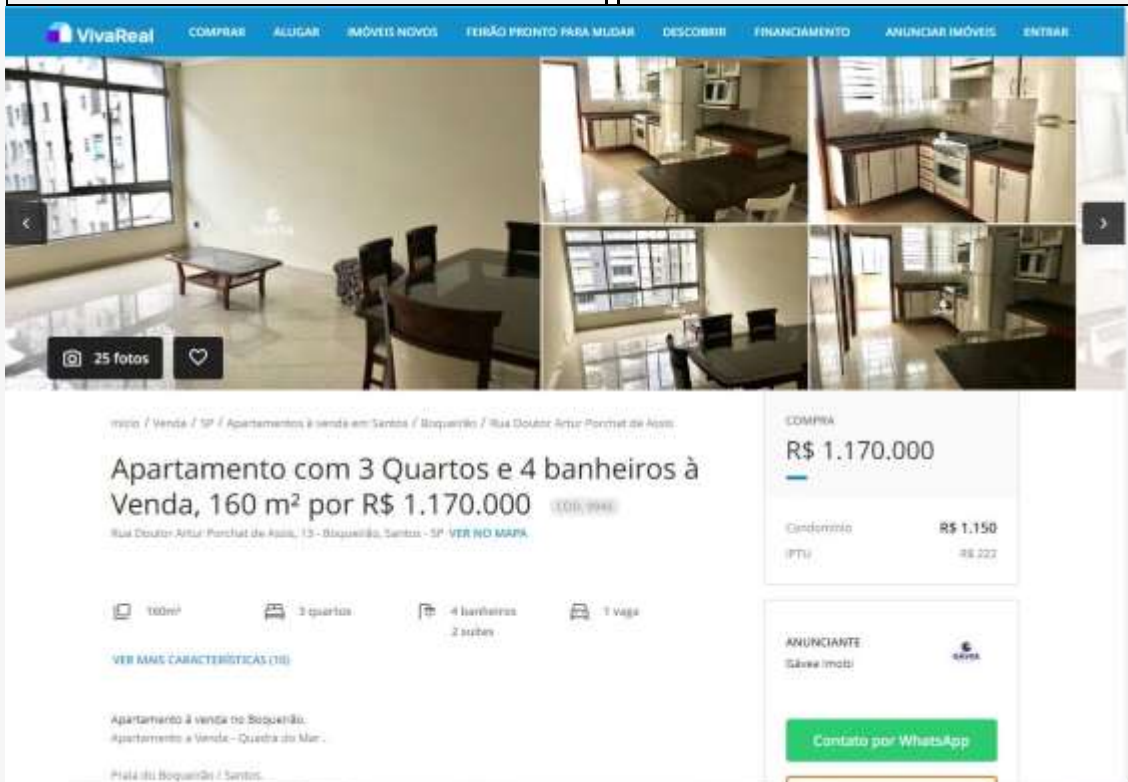 VivaReal COMPRAR ALUGAR IMÓVEIS NOVOS FEIRÃO PRONTO PARA MUDAR DESCOBRIR FINANCIAMENTO ANUNCIAR IMÓVEIS ENTRAR
25 fotos
Início / Venda / SP / Apartamentos à venda em Santos / Boqueirão / Rua Doutor Artur Porchat de Assis
Apartamento com 3 Quartos e 4 banheiros à
Venda, 160 m² por R$ 1.170.000 CÓD. 9946
Rua Doutor Artur Porchat de Assis, 13 - Boqueirão, Santos - SP VER NO MAPA
160m² 3 quartos 4 banheiros 1 vaga
2 suítes
VER MAIS CARACTERÍSTICAS (10)
Apartamento à venda no Boqueirão.
Apartamento a Venda - Quadra do Mar .
Praia do Boqueirão / Santos.
COMPRA
R$ 1.170.000
Condomínio R$ 1.150
IPTU R$ 222
ANUNCIANTE
Gávea Imobi
GÁVEA
Contato por WhatsApp